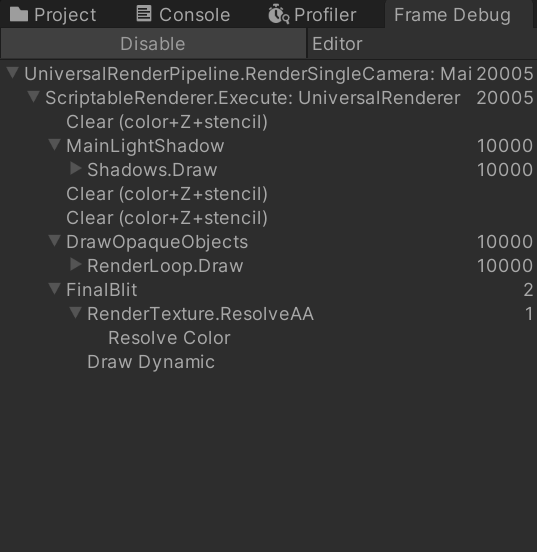 Project Console Profiler Frame Debug
Disable Editor
UniversalRenderPipeline.RenderSingleCamera: Mai 20005
ScriptableRenderer.Execute: UniversalRenderer 20005
Clear (color+Z+stencil)
MainLightShadow 10000
Shadows.Draw 10000
Clear (color+Z+stencil)
Clear (color+Z+stencil)
DrawOpaqueObjects 10000
RenderLoop.Draw 10000
FinalBlit 2
RenderTexture.ResolveAA 1
Resolve Color
Draw Dynamic